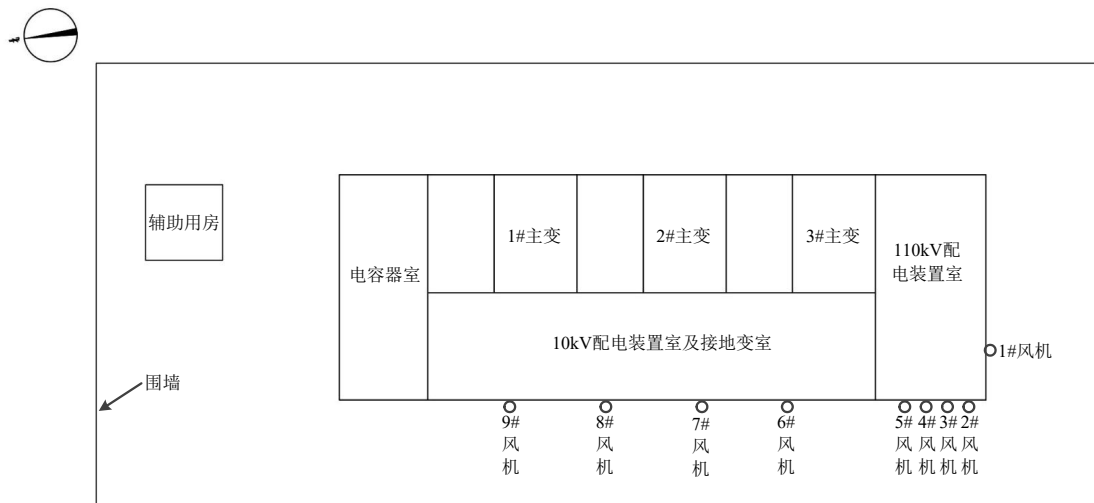 辅助用房
1#主变
2#主变
3#主变
110kV配
电装置室
电容器室
10kV配电装置室及接地变室
1#风机
围墙
9#
风
机
8#
风
机
7#
风
机
6#
风
机
5#
风
机
4#
风
机
3#
风
机
2#
风
机